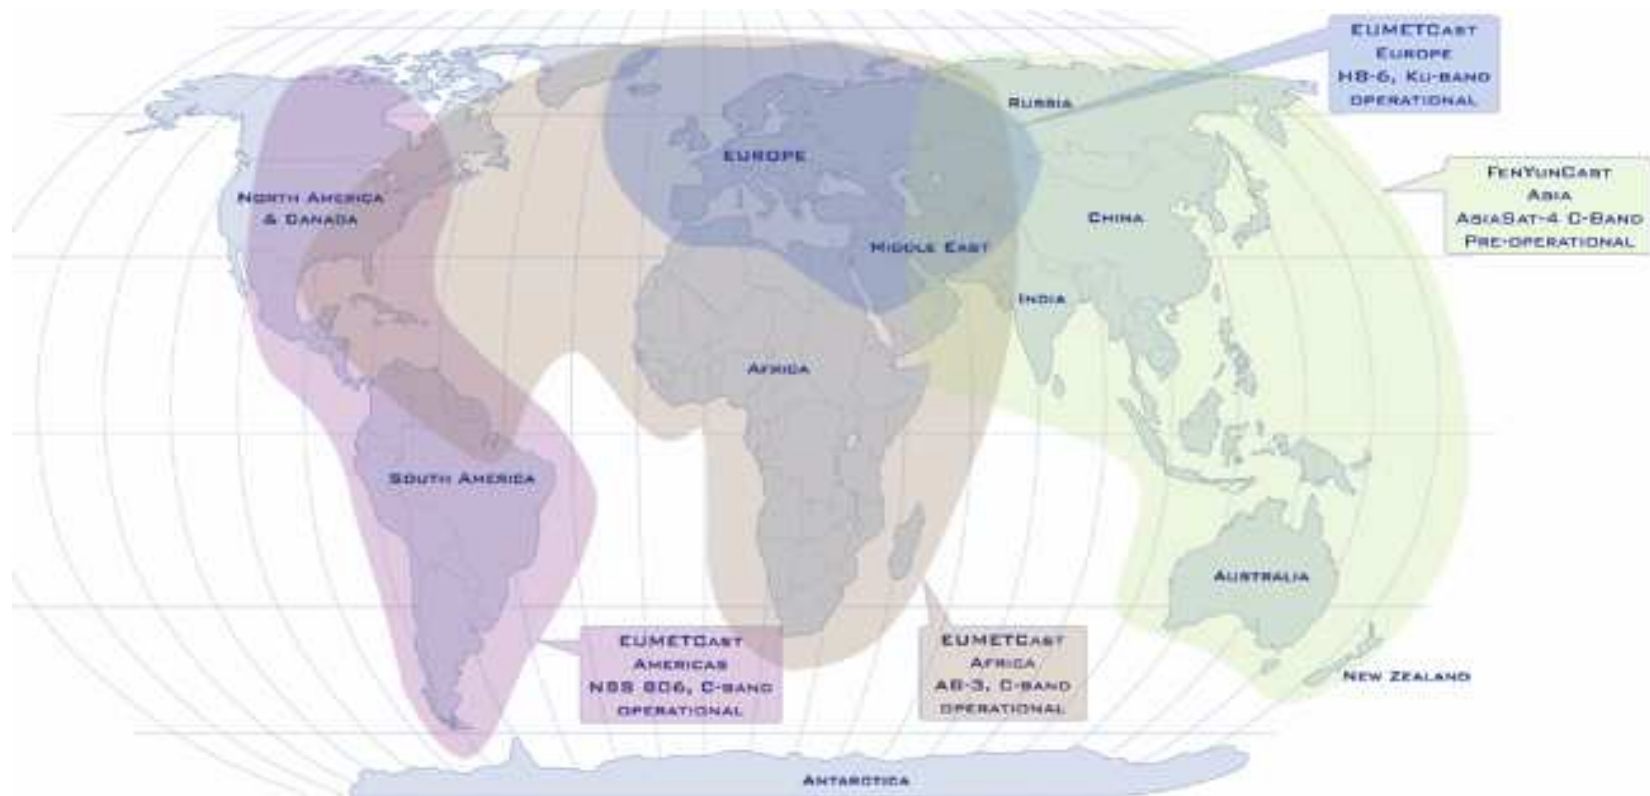 EUMETCast
Europe
HB-6, Ku-band
operational
Russia
Europe
FenYunCast
Asia
AsiaSat-4 C-Band
Pre-operational
North America
& Canada
China
Middle East
India
Africa
South America
Australia
EUMETCast
Americas
NSS 806, C-band
operational
EUMETCast
Africa
AB-3, C-band
operational
New Zealand
Antarctica